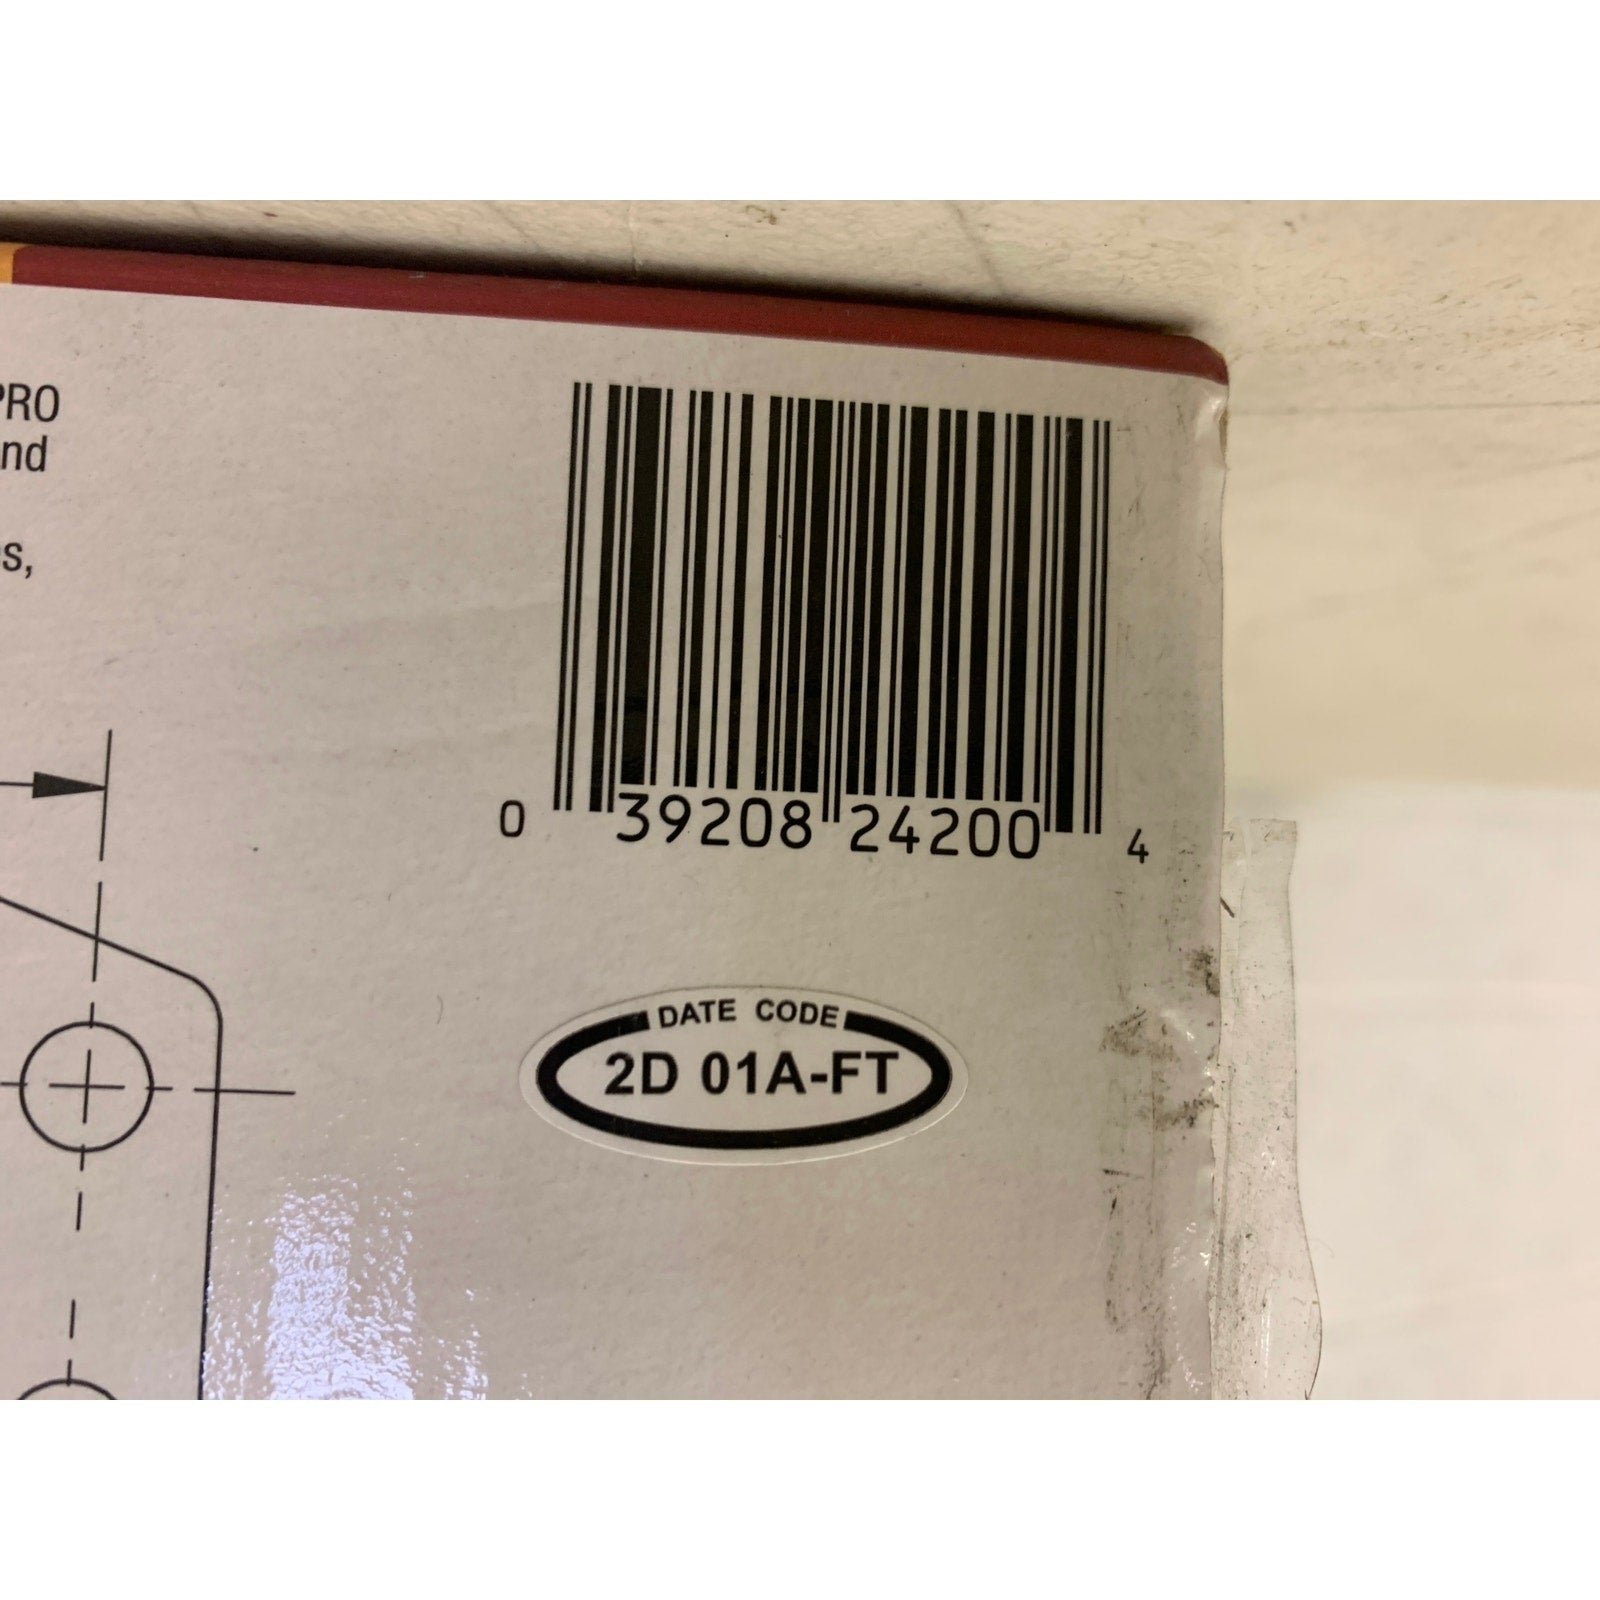 PRO
nd
s,
0 39208 24200 4
DATE CODE
2D 01A-FT